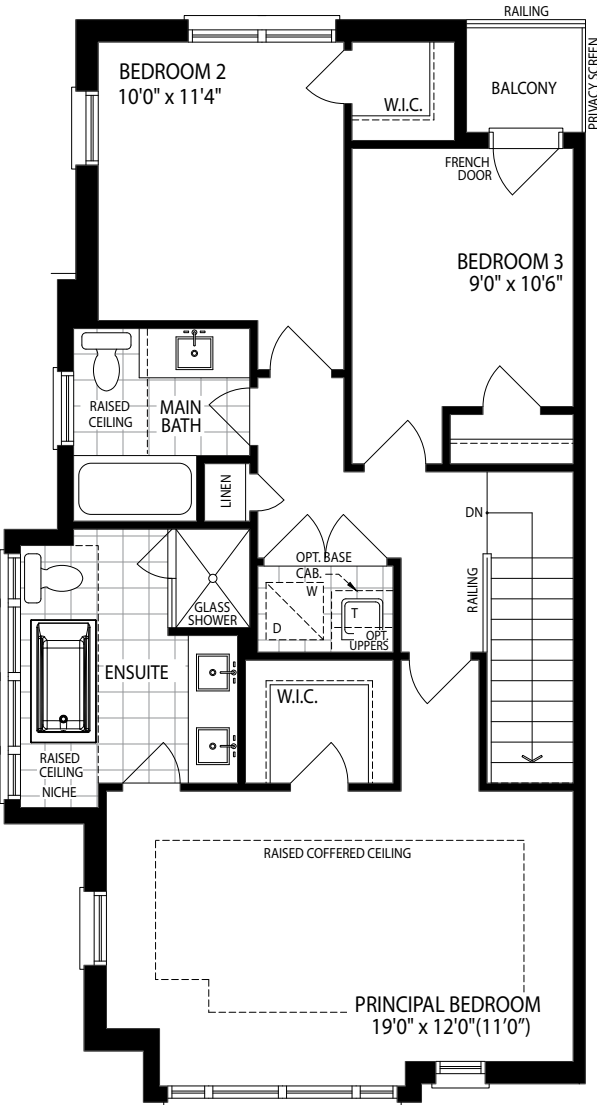 RAILING
BEDROOM 2
10'0" x 11'4"
W.I.C.
BALCONY
PRIVACY SCREEN
FRENCH
DOOR
BEDROOM 3
9'0" x 10'6"
RAISED
CEILING
MAIN
BATH
LINEN
DN
OPT. BASE
CAB.
W
D
T
OPT.
UPPERS
RAILING
GLASS
SHOWER
ENSUITE
W.I.C.
RAISED
CEILING
NICHE
RAISED COFFERED CEILING
PRINCIPAL BEDROOM
19'0" x 12'0"(11'0")